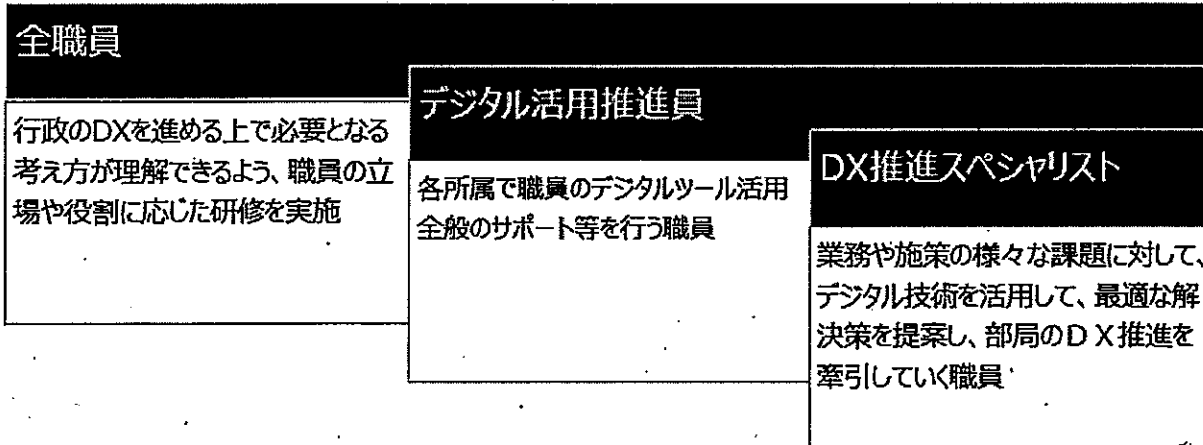 全職員
行政のDXを進める上で必要となる
考え方が理解できるよう、職員の立
場や役割に応じた研修を実施
デジタル活用推進員
各所属で職員のデジタルツール活用
全般のサポート等を行う職員
DX推進スペシャリスト
業務や施策の様々な課題に対して、
デジタル技術を活用して、最適な解
決策を提案し、部局のDX推進を
牽引していく職員